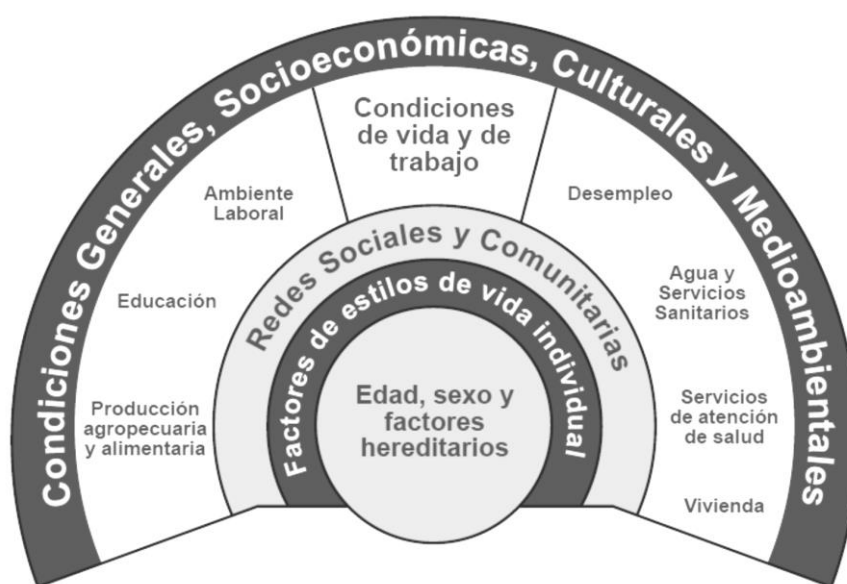 Condiciones Generales, Socioeconómicas, Culturales y Medioambientales
Condiciones
de vida y de
trabajo
Ambiente
Laboral
Desempleo
Redes Sociales y Comunitarias
Educación
Agua y
Servicios
Sanitarios
Factores de estilos de vida individual
Producción
agropecuaria
y alimentaria
Edad, sexo y
factores
hereditarios
Servicios
de atención
de salud
Vivienda